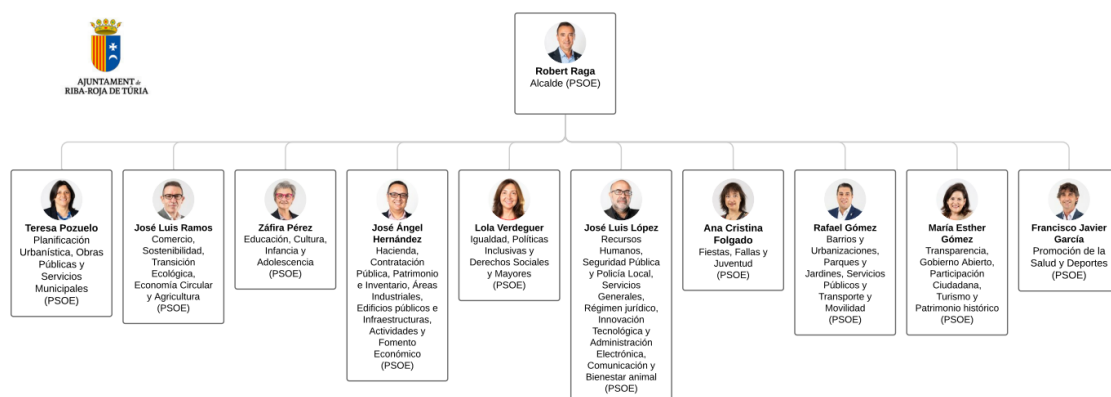 AJUNTAMENT de
RIBA-ROJA DE TÚRIA
Robert Raga
Alcalde (PSOE)
Teresa Pozuelo
Planificación
Urbanística, Obras
Públicas y
Servicios
Municipales
(PSOE)
José Luis Ramos
Comercio,
Sostenibilidad,
Transición
Ecológica,
Economía Circular
y Agricultura
(PSOE)
Záfira Pérez
Educación, Cultura,
Infancia y
Adolescencia
(PSOE)
José Ángel
Hernández
Hacienda,
Contratación
Pública, Patrimonio
e Inventario, Áreas
Industriales,
Edificios públicos e
Infraestructuras,
Actividades y
Fomento
Económico
(PSOE)
Lola Verdeguer
Igualdad, Políticas
Inclusivas y
Derechos Sociales
y Mayores
(PSOE)
José Luis López
Recursos
Humanos,
Seguridad Pública
y Policía Local,
Servicios
Generales,
Régimen jurídico,
Innovación
Tecnológica y
Administración
Electrónica,
Comunicación y
Bienestar animal
(PSOE)
Ana Cristina
Folgado
Fiestas, Fallas y
Juventud
(PSOE)
Rafael Gómez
Barrios y
Urbanizaciones,
Parques y
Jardines, Servicios
Públicos y
Transporte y
Movilidad
(PSOE)
María Esther
Gómez
Transparencia,
Gobierno Abierto,
Participación
Ciudadana,
Turismo y
Patrimonio histórico
(PSOE)
Francisco Javier
García
Promoción de la
Salud y Deportes
(PSOE)